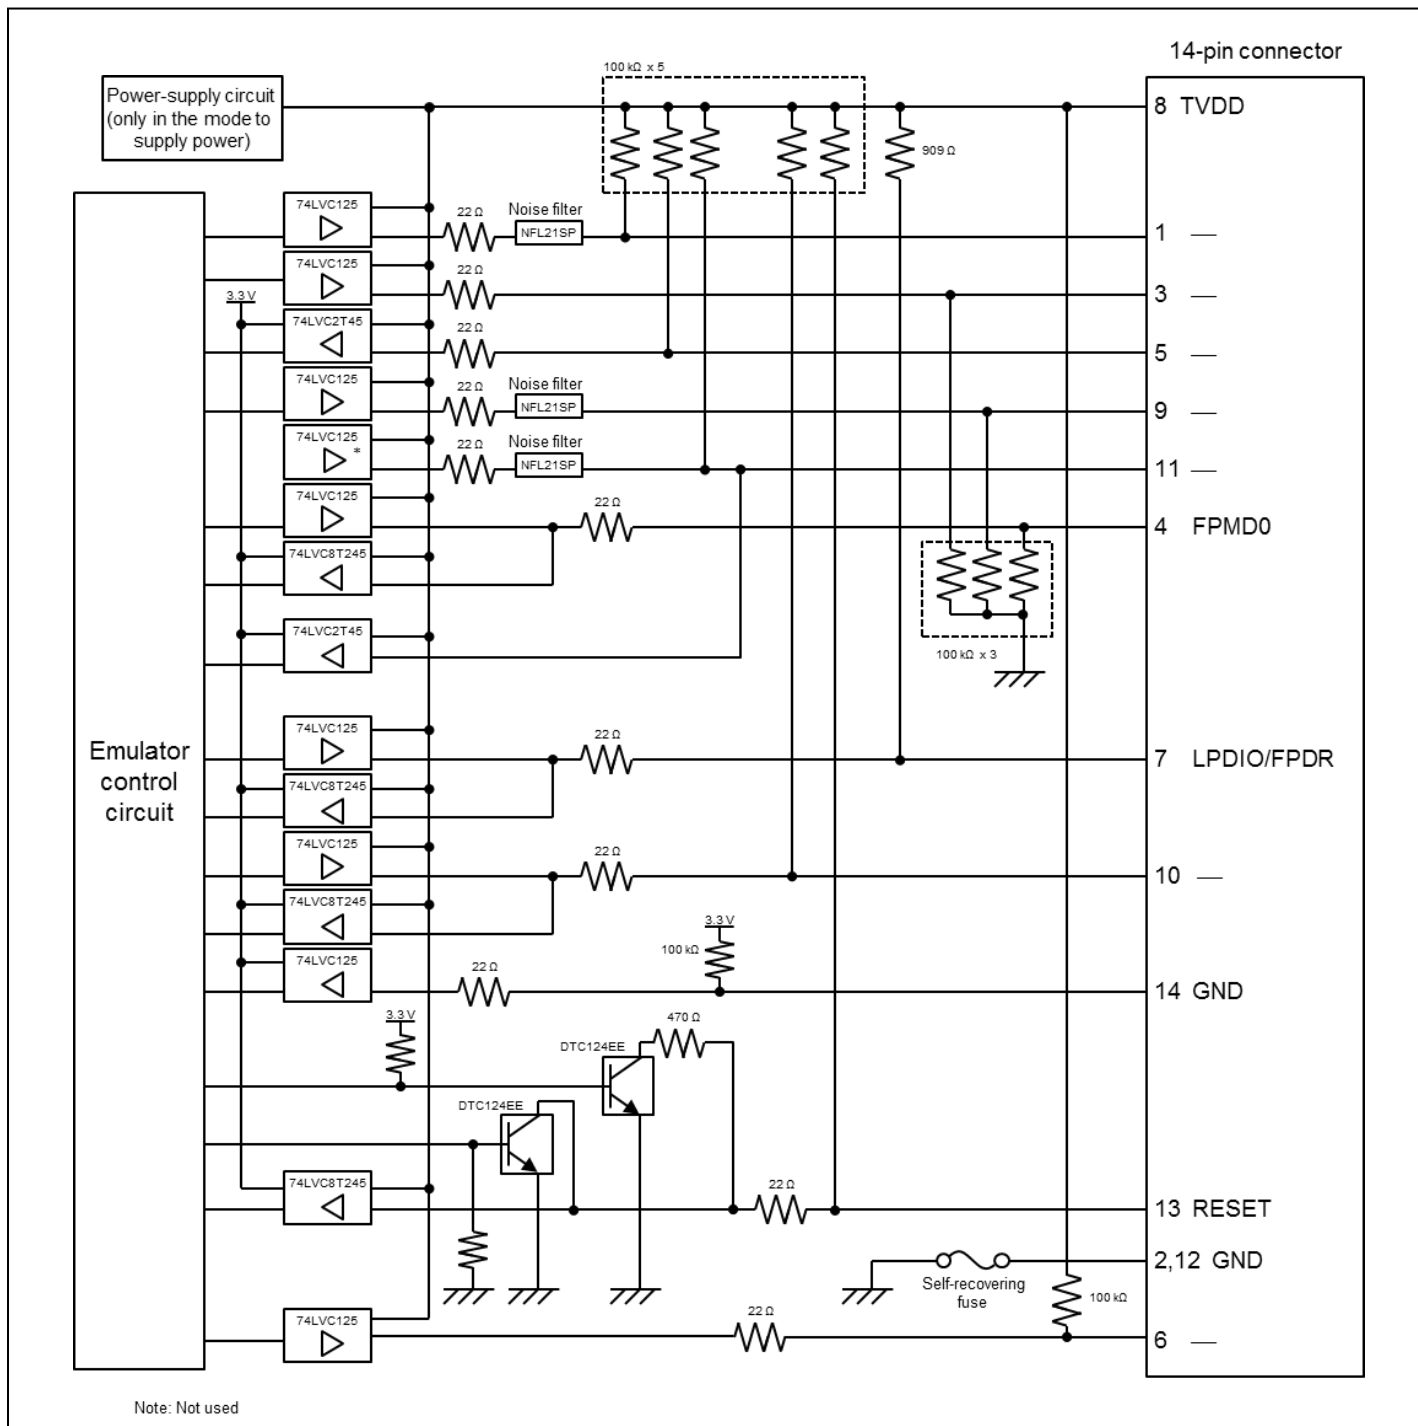 14-pin connector
100 kΩ x 5
Power-supply circuit
(only in the mode to
supply power)
8 TVDD
909 Ω
74LVC125
22 Ω
Noise filter
NFL21SP
1 —
74LVC125
22 Ω
3 —
3.3 V
74LVC2T45
22 Ω
5 —
74LVC125
22 Ω
Noise filter
NFL21SP
9 —
74LVC125
*
22 Ω
Noise filter
NFL21SP
11 —
74LVC125
22 Ω
4 FPMD0
74LVC8T245
74LVC2T45
100 kΩ x 3
Emulator
control
circuit
74LVC125
22 Ω
7 LPDIO/FPDR
74LVC8T245
74LVC125
22 Ω
10 —
74LVC8T245
3.3 V
100 kΩ
74LVC125
22 Ω
14 GND
3.3 V
470 Ω
DTC124EE
DTC124EE
74LVC8T245
22 Ω
13 RESET
2,12 GND
Self-recovering
fuse
100 kΩ
74LVC125
22 Ω
6 —
Note: Not used